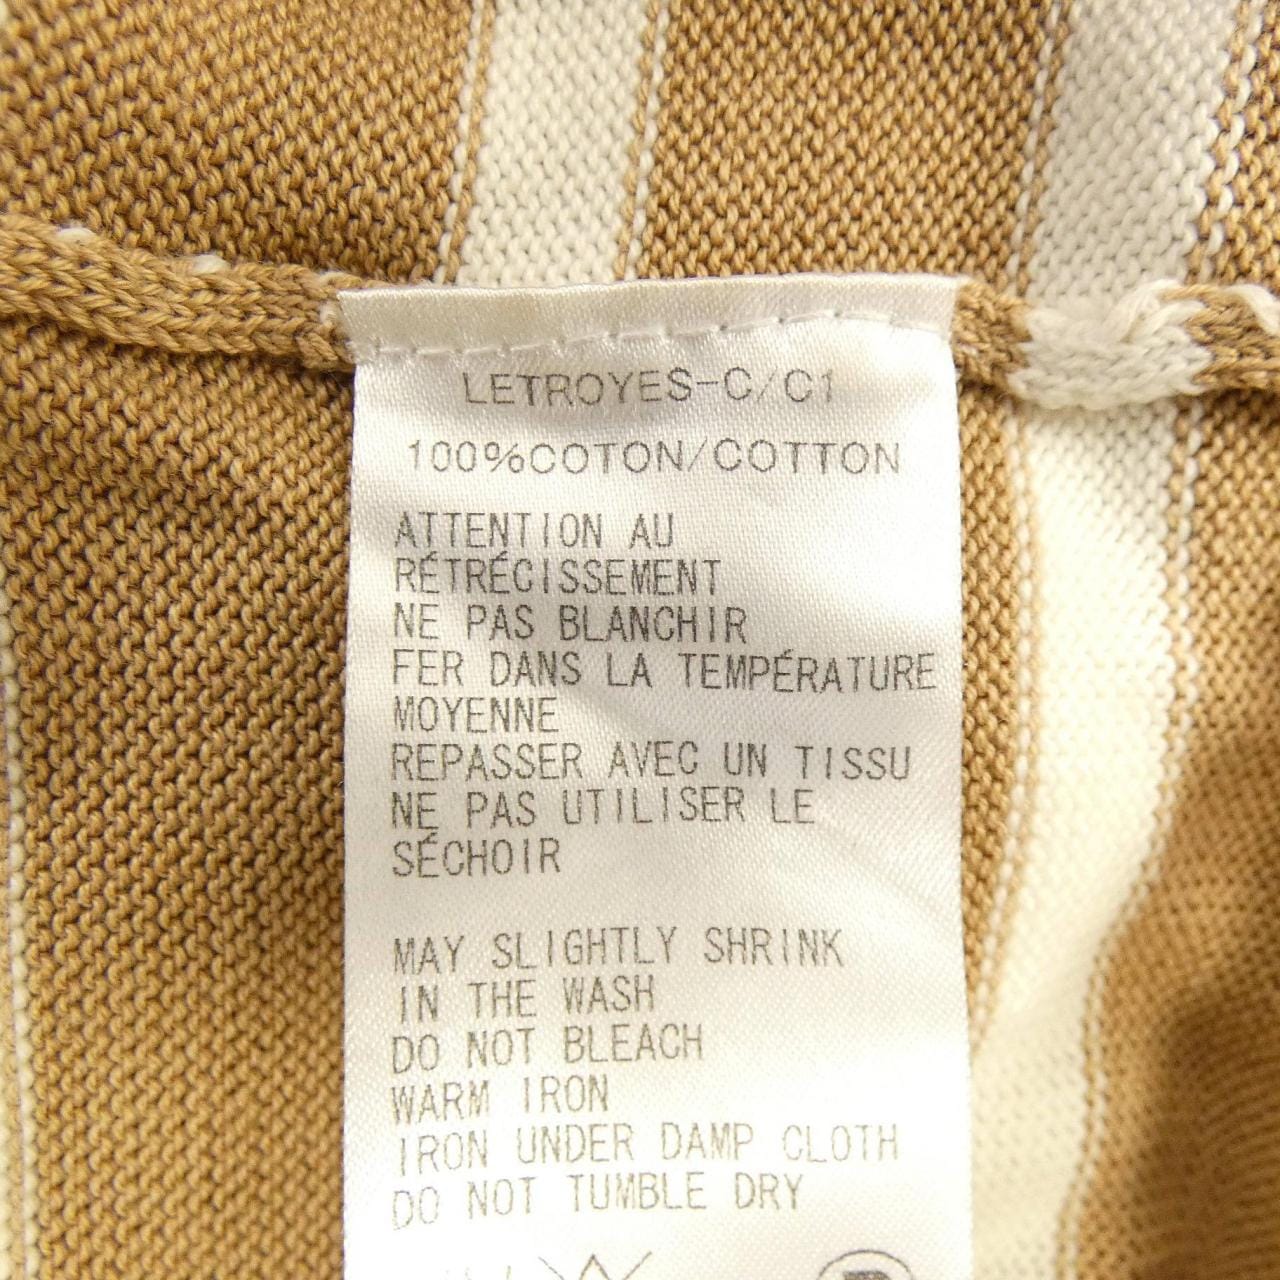 LETROYES-C/C1
100%COTON/COTTON
ATTENTION AU
RÉTRÉCISSEMENT
NE PAS BLANCHIR
FER DANS LA TEMPÉRATURE
MOYENNE
REPASSER AVEC UN TISSU
NE PAS UTILISER LE
SÉCHOIR
MAY SLIGHTLY SHRINK
IN THE WASH
DO NOT BLEACH
WARM IRON
IRON UNDER DAMP CLOTH
DO NOT TUMBLE DRY